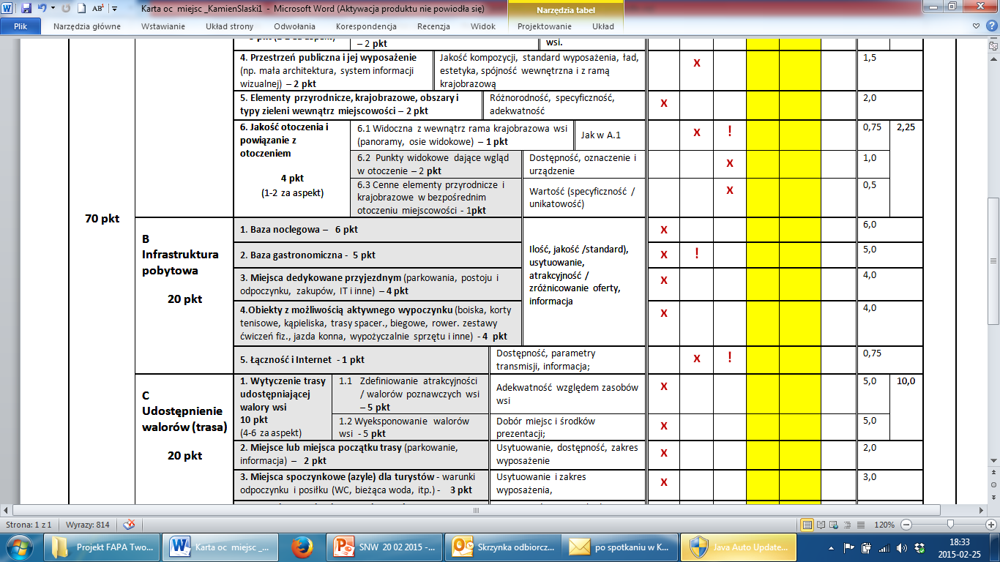 Karta oc miejsc _KamienSlaski1 - Microsoft Word (Aktywacja produktu nie powiodła się)
Narzędzia tabel
Plik Narzędzia główne Wstawianie Układ strony Odwołania Korespondencja Recenzja Widok Projektowanie Układ
– 2 pkt
wsi.
4. Przestrzeń publiczna i jej wyposażenie
(np. mała architektura, system informacji
wizualnej) – 2 pkt
Jakość kompozycji, standard wyposażenia, ład,
estetyka, spójność wewnętrzna i z ramą
krajobrazową
x
1,5
5. Elementy przyrodnicze, krajobrazowe, obszary i
typy zieleni wewnątrz miejscowości – 2 pkt
Różnorodność, specyficzność,
adekwatność
x
2,0
6. Jakość otoczenia i
powiązanie z
otoczeniem
4 pkt
(1-2 za aspekt)
6.1 Widoczna z wewnątrz rama krajobrazowa wsi
(panoramy, osie widokowe) – 1 pkt
Jak w A.1
x !
0,75 2,25
6.2 Punkty widokowe dające wgląd
w otoczenie – 2 pkt
Dostępność, oznaczenie i
urządzenie
x
1,0
6.3 Cenne elementy przyrodnicze i
krajobrazowe w bezpośrednim
otoczeniu miejscowości - 1pkt
Wartość (specyficzność /
unikatowość)
x
0,5
70 pkt
B
Infrastruktura
pobytowa
20 pkt
1. Baza noclegowa – 6 pkt
x
6,0
2. Baza gastronomiczna - 5 pkt
x !
5,0
Ilość, jakość /standard),
usytuowanie,
atrakcyjność /
zróżnicowanie oferty,
informacja
3. Miejsca dedykowane przyjezdnym (parkowania, postoju i
odpoczynku, zakupów, IT i inne) – 4 pkt
x
4,0
4.Obiekty z możliwością aktywnego wypoczynku (boiska, korty
tenisowe, kąpieliska, trasy spacer., biegowe, rower. zestawy
ćwiczeń fiz., jazda konna, wypożyczalnie sprzętu i inne) - 4 pkt
x
4,0
5. Łączność i Internet - 1 pkt
Dostępność, parametry
transmisji, informacja;
x !
0,75
C
Udostępnienie
walorów (trasa)
20 pkt
1. Wytyczenie trasy
udostępniającej
walory wsi
10 pkt
(4-6 za aspekt)
1.1 Zdefiniowanie atrakcyjności
/ walorów poznawczych wsi
– 5 pkt
Adekwatność względem zasobów
wsi
x
5,0 10,0
1.2 Wyeksponowanie walorów
wsi - 5 pkt
Dobór miejsc i środków
prezentacji;
x
5,0
2. Miejsce lub miejsca początku trasy (parkowanie,
informacja) – 2 pkt
Usytuowanie, dostępność, zakres
wyposażenie
x
2,0
3. Miejsca spoczynkowe (azyle) dla turystów - warunki
odpoczynku i posiłku (WC, bieżąca woda, itp.) - 3 pkt
Usytuowanie i zakres
wyposażenia,
x
3,0
Strona: 1 z 1 Wyrazy: 814 120%
Projekt FAPA Two... Karta oc miejsc _... SNW 20 02 2015 -... Skrzynka odbiorcz... po spotkaniu w K... Java Auto Update...
18:33
2015-02-25